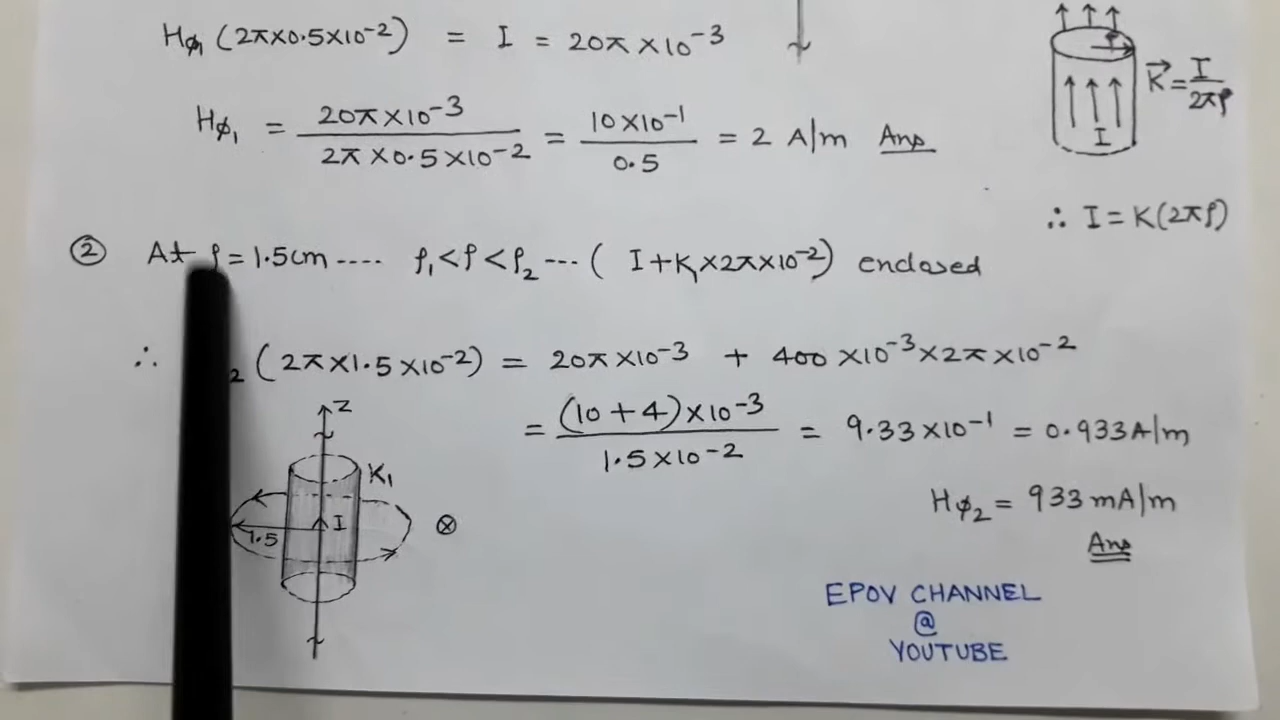 Hφ₁ (2π×0.5×10⁻²) = I = 20π×10⁻³
Hφ₁ = 20π×10⁻³ / 2π×0.5×10⁻² = 10×10⁻¹ / 0.5 = 2 A/m Ans
ρ
K⃗ = I / 2πρ
I
∴ I = K(2πρ)
② At ρ = 1.5cm .... ρ₁<ρ<ρ₂ --- ( I+K₁×2π×10⁻²) enclosed
∴ ₂ (2π×1.5×10⁻²) = 20π×10⁻³ + 400×10⁻³×2π×10⁻²
= (10+4)×10⁻³ / 1.5×10⁻² = 9.33×10⁻¹ = 0.933A/m
Z
K₁
I
1.5
⊗
Hφ₂ = 933 mA/m
Ans
EPOV CHANNEL
@
YOUTUBE